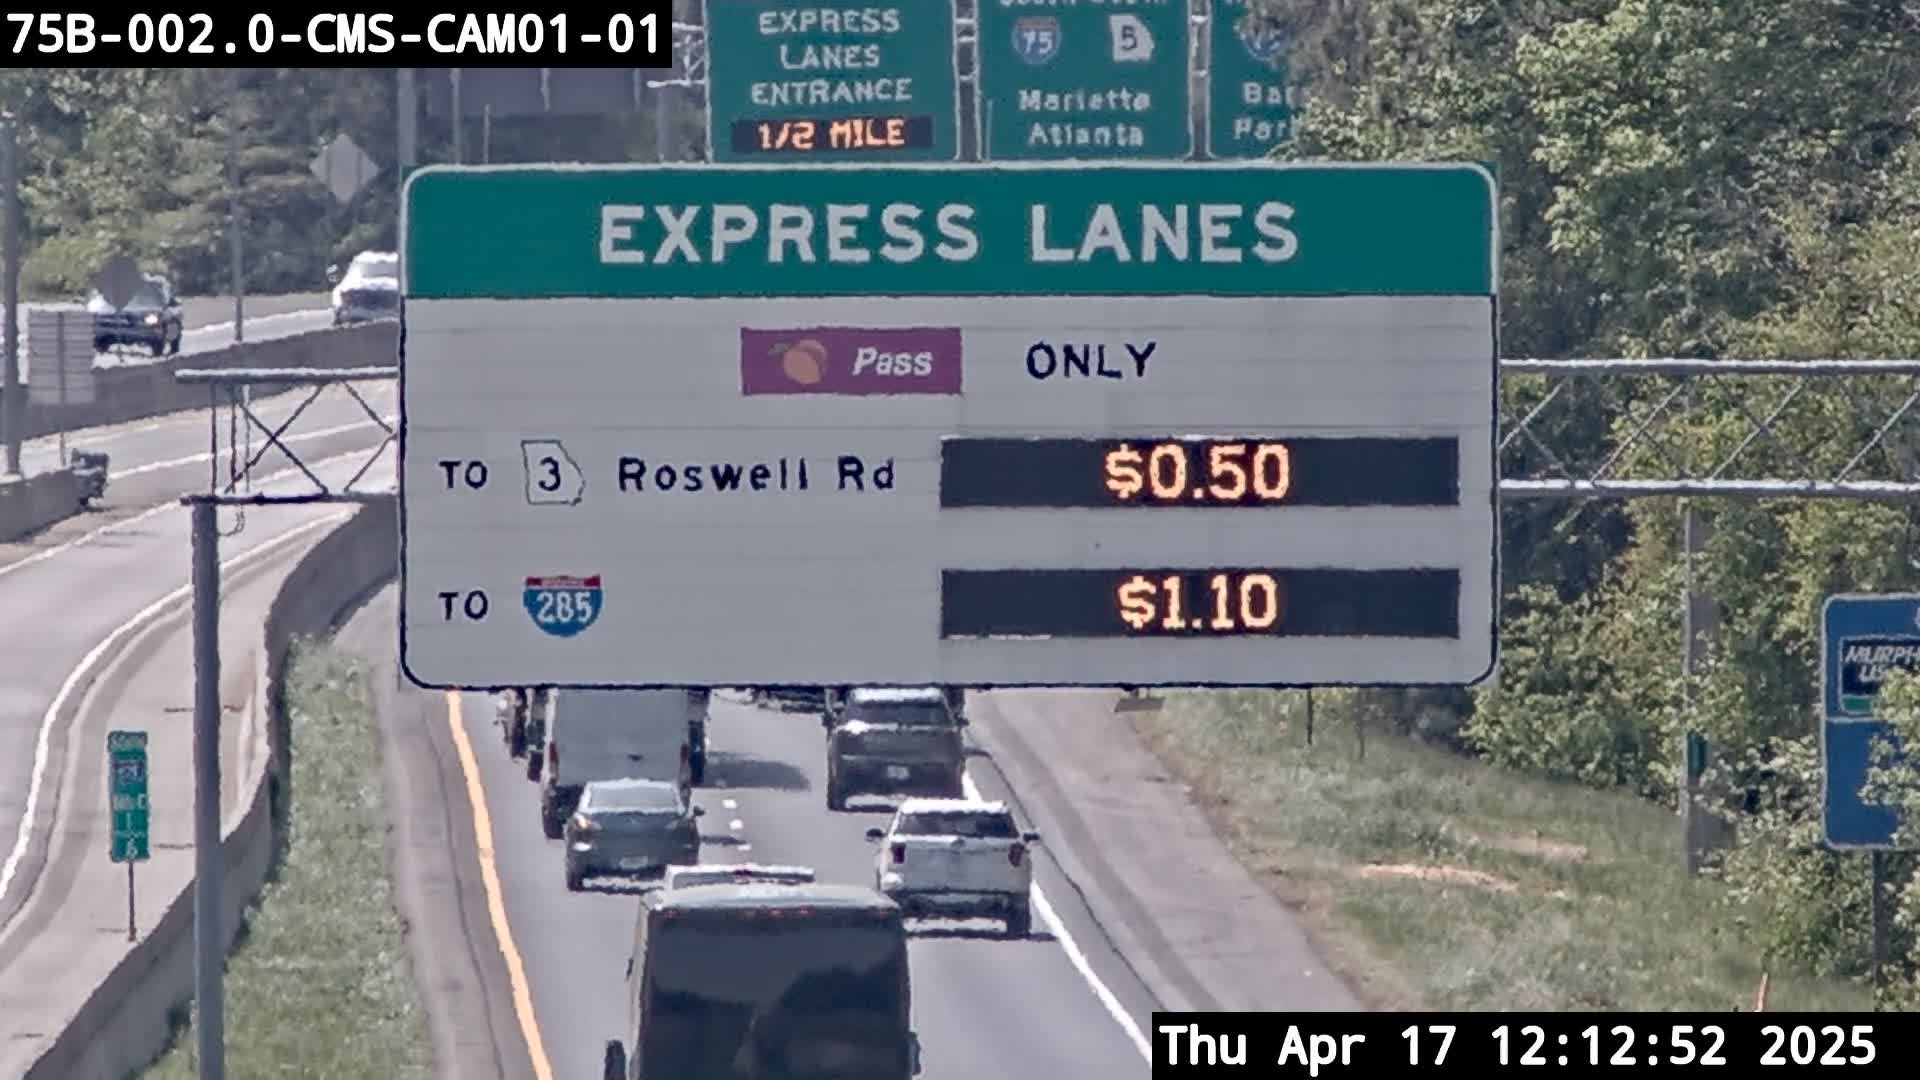 75B-002.0-CMS-CAM01-01
EXPRESS
LANES
ENTRANCE
1/2 MILE
75
5
Marietta
Atlanta
EXPRESS LANES
Pass ONLY
TO 3 Roswell Rd $0.50
TO 285 $1.10
Thu Apr 17 12:12:52 2025